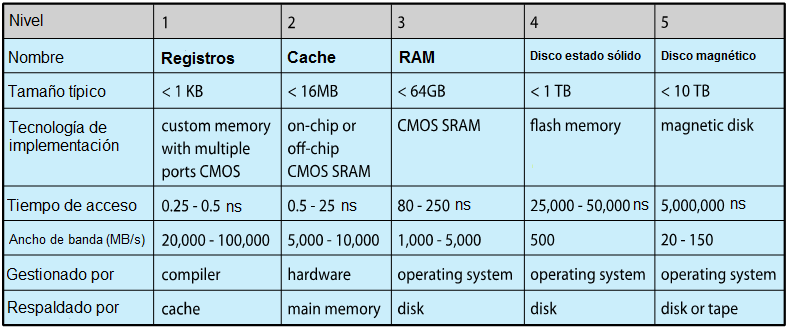 Nivel 1 2 3 4 5
Nombre Registros Cache RAM Disco estado sólido Disco magnético
Tamaño típico < 1 KB < 16MB < 64GB < 1 TB < 10 TB
Tecnología de implementación custom memory with multiple ports CMOS on-chip or off-chip CMOS SRAM CMOS SRAM flash memory magnetic disk
Tiempo de acceso 0.25 - 0.5 ns 0.5 - 25 ns 80 - 250 ns 25,000 - 50,000 ns 5,000,000 ns
Ancho de banda (MB/s) 20,000 - 100,000 5,000 - 10,000 1,000 - 5,000 500 20 - 150
Gestionado por compiler hardware operating system operating system operating system
Respaldado por cache main memory disk disk disk or tape